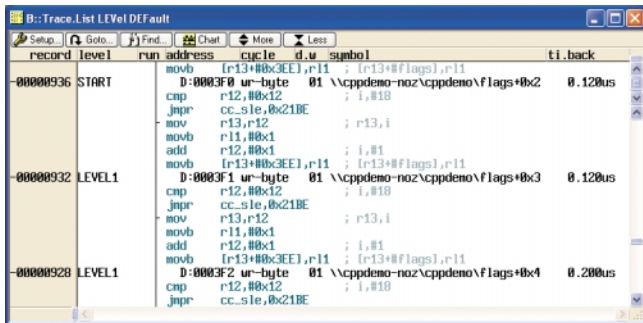 B::Trace.List LEVel DEFault
Setup... Goto... Find... Chart More Less
record level run address cycle d.w symbol ti.back
movb [r13+#0x3EE],rl1 ; [r13+#flags],rl1
-00000936 START D:0003F0 wr-byte 01 \\cppdemo-noz\cppdemo\flags+0x2 0.120us
cmp r12,#0x12 ; i,#18
jmpr cc_sle,0x21BE
mov r13,r12 ; r13,i
movb rl1,#0x1
add r12,#0x1 ; i,#1
movb [r13+#0x3EE],rl1 ; [r13+#flags],rl1
-00000932 LEVEL1 D:0003F1 wr-byte 01 \\cppdemo-noz\cppdemo\flags+0x3 0.120us
cmp r12,#0x12 ; i,#18
jmpr cc_sle,0x21BE
mov r13,r12 ; r13,i
movb rl1,#0x1
add r12,#0x1 ; i,#1
movb [r13+#0x3EE],rl1 ; [r13+#flags],rl1
-00000928 LEVEL1 D:0003F2 wr-byte 01 \\cppdemo-noz\cppdemo\flags+0x4 0.200us
cmp r12,#0x12 ; i,#18
jmpr cc_sle,0x21BE